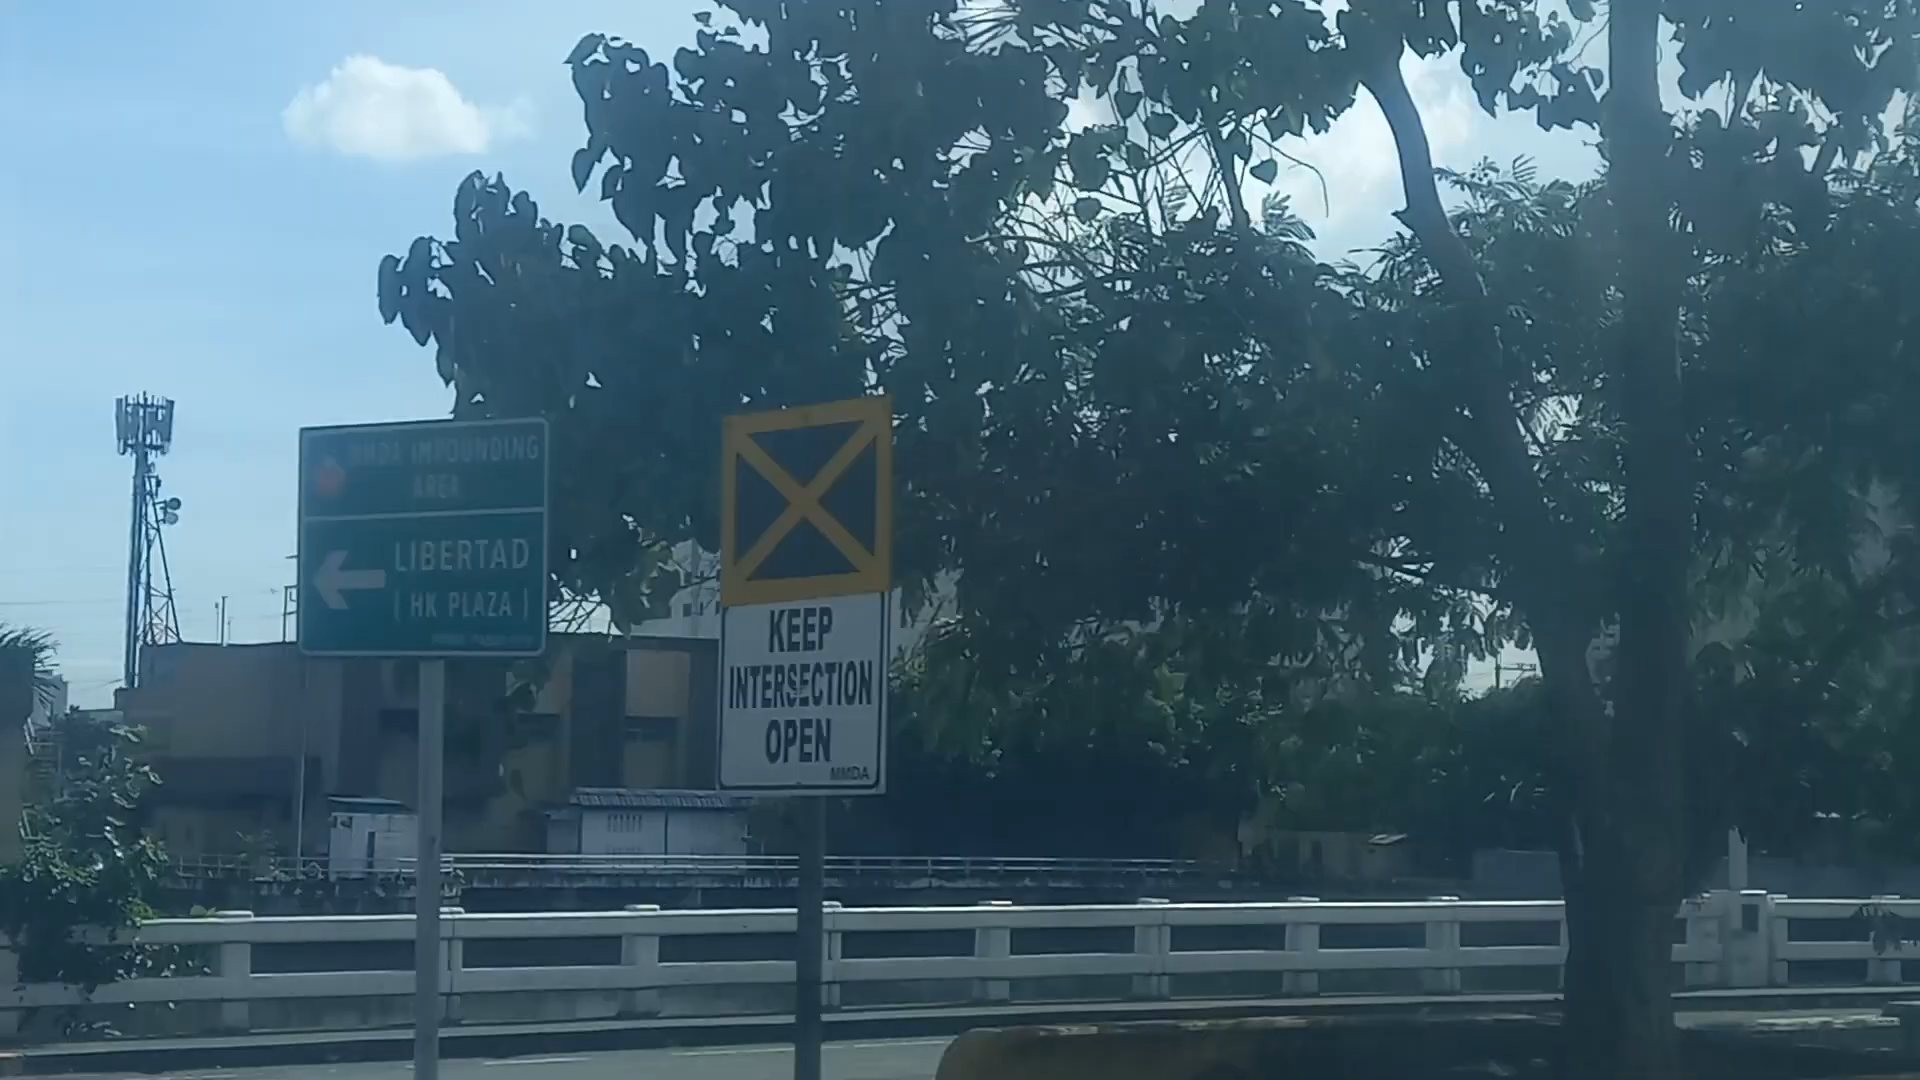 MMDA IMPOUNDING
AREA
LIBERTAD
( HK PLAZA )
KEEP
INTERSECTION
OPEN
MMDA